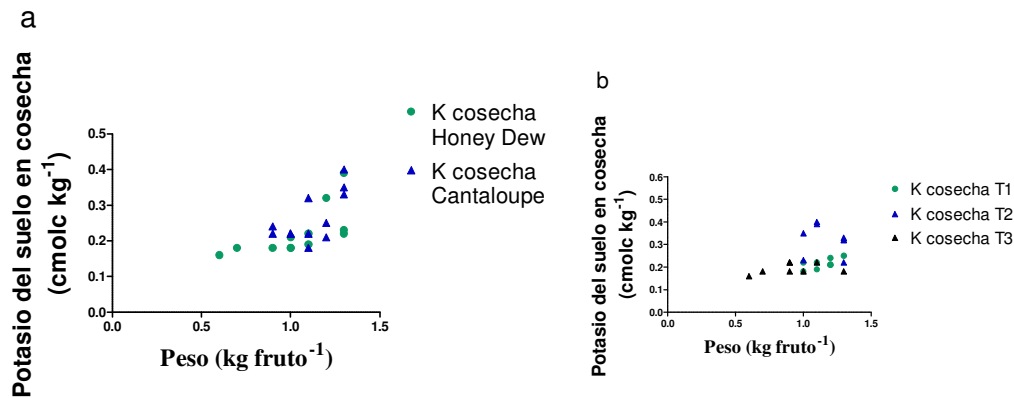 a
Potasio del suelo en cosecha
(cmolc kg-1)
0.5
0.4
0.3
0.2
0.1
0.0
0.0 0.5 1.0 1.5
Peso (kg fruto-1)
K cosecha
Honey Dew
K cosecha
Cantaloupe
b
Potasio del suelo en cosecha
(cmolc kg-1)
0.6
0.5
0.4
0.3
0.2
0.1
0.0
0.0 0.5 1.0 1.5
Peso (kg fruto-1)
K cosecha T1
K cosecha T2
K cosecha T3